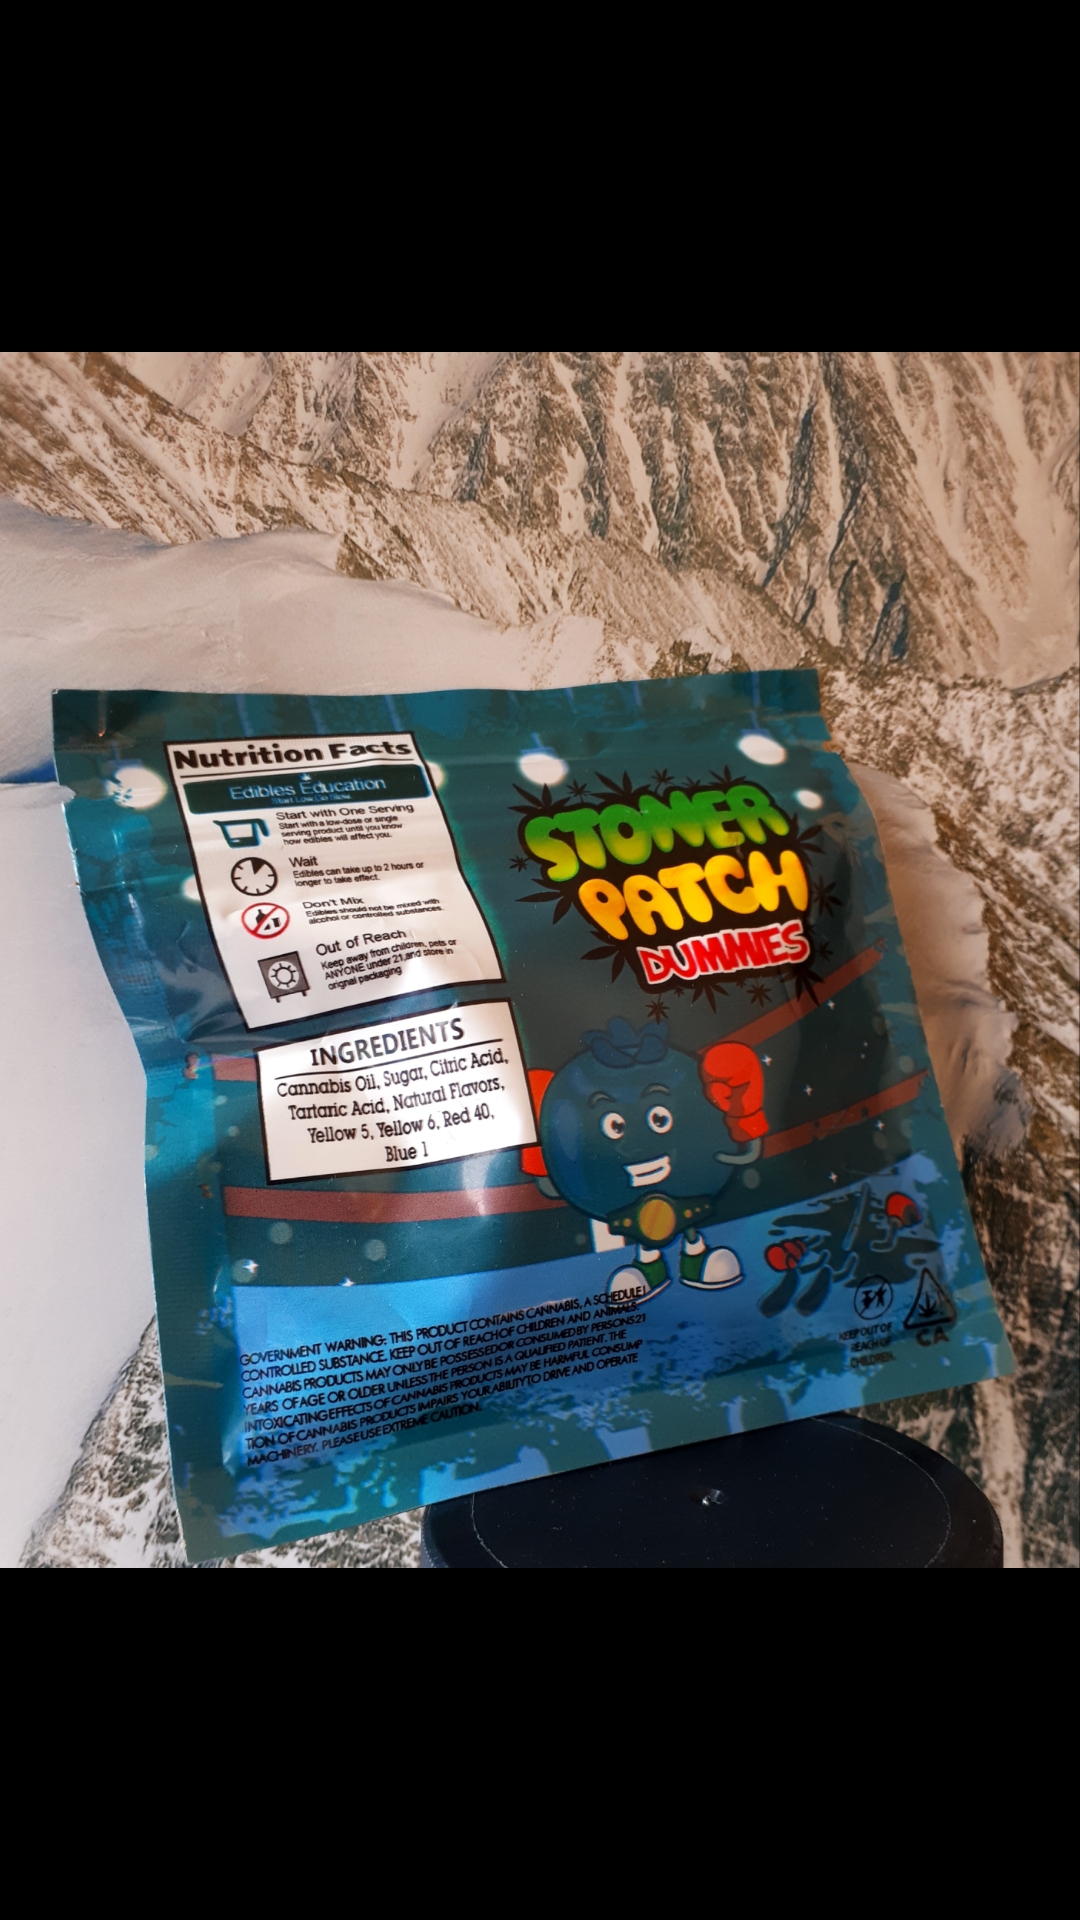 Nutrition Facts
Edibles Education
Start Low Go Slow
Start with One Serving
Start with a low-dose or single
serving product until you know
how edibles will affect you.
Wait
Edibles can take up to 2 hours or
longer to take effect.
Don't Mix
Edibles should not be mixed with
alcohol or controlled substances.
Out of Reach
Keep away from children, pets or
ANYONE under 21,and store in
orignal packaging
INGREDIENTS
Cannabis Oil, Sugar, Citric Acid,
Tartaric Acid, Natural Flavors,
Yellow 5, Yellow 6, Red 40,
Blue 1
STONER
PATCH
DUMMIES
GOVERNMENT WARNING: THIS PRODUCT CONTAINS CANNABIS, A SCHEDULE I
CONTROLLED SUBSTANCE. KEEP OUT OF REACH OF CHILDREN AND ANIMALS.
CANNABIS PRODUCTS MAY ONLY BE POSSESSED OR CONSUMED BY PERSONS 21
YEARS OF AGE OR OLDER UNLESS THE PERSON IS A QUALIFIED PATIENT. THE
INTOXICATING EFFECTS OF CANNABIS PRODUCTS MAY BE HARMFUL CONSUMP
TION OF CANNABIS PRODUCTS IMPAIRS YOUR ABILITY TO DRIVE AND OPERATE
MACHINERY. PLEASE USE EXTREME CAUTION.
KEEP OUT OF
REACH OF
CHILDREN.
CA